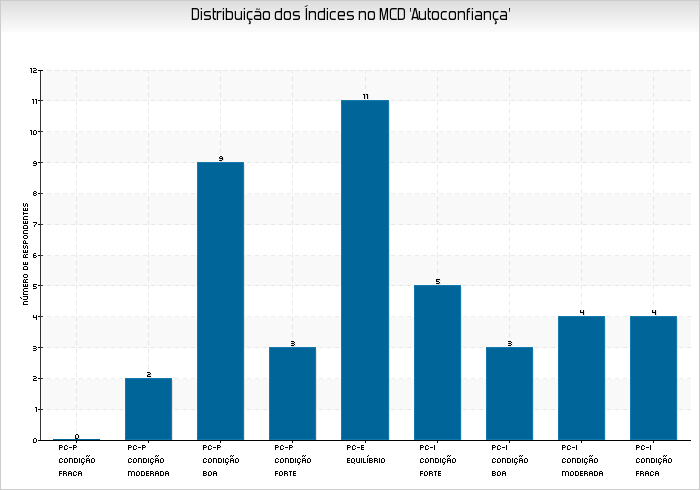 Distribuição dos Índices no MCD 'Autoconfiança'
NÚMERO DE RESPONDENTES
12
11
10
9
8
7
6
5
4
3
2
1
0
0
2
9
3
11
5
3
4
4
PC-P
CONDIÇÃO
FRACA
PC-P
CONDIÇÃO
MODERADA
PC-P
CONDIÇÃO
BOA
PC-P
CONDIÇÃO
FORTE
PC-E
EQUILÍBRIO
PC-I
CONDIÇÃO
FORTE
PC-I
CONDIÇÃO
BOA
PC-I
CONDIÇÃO
MODERADA
PC-I
CONDIÇÃO
FRACA